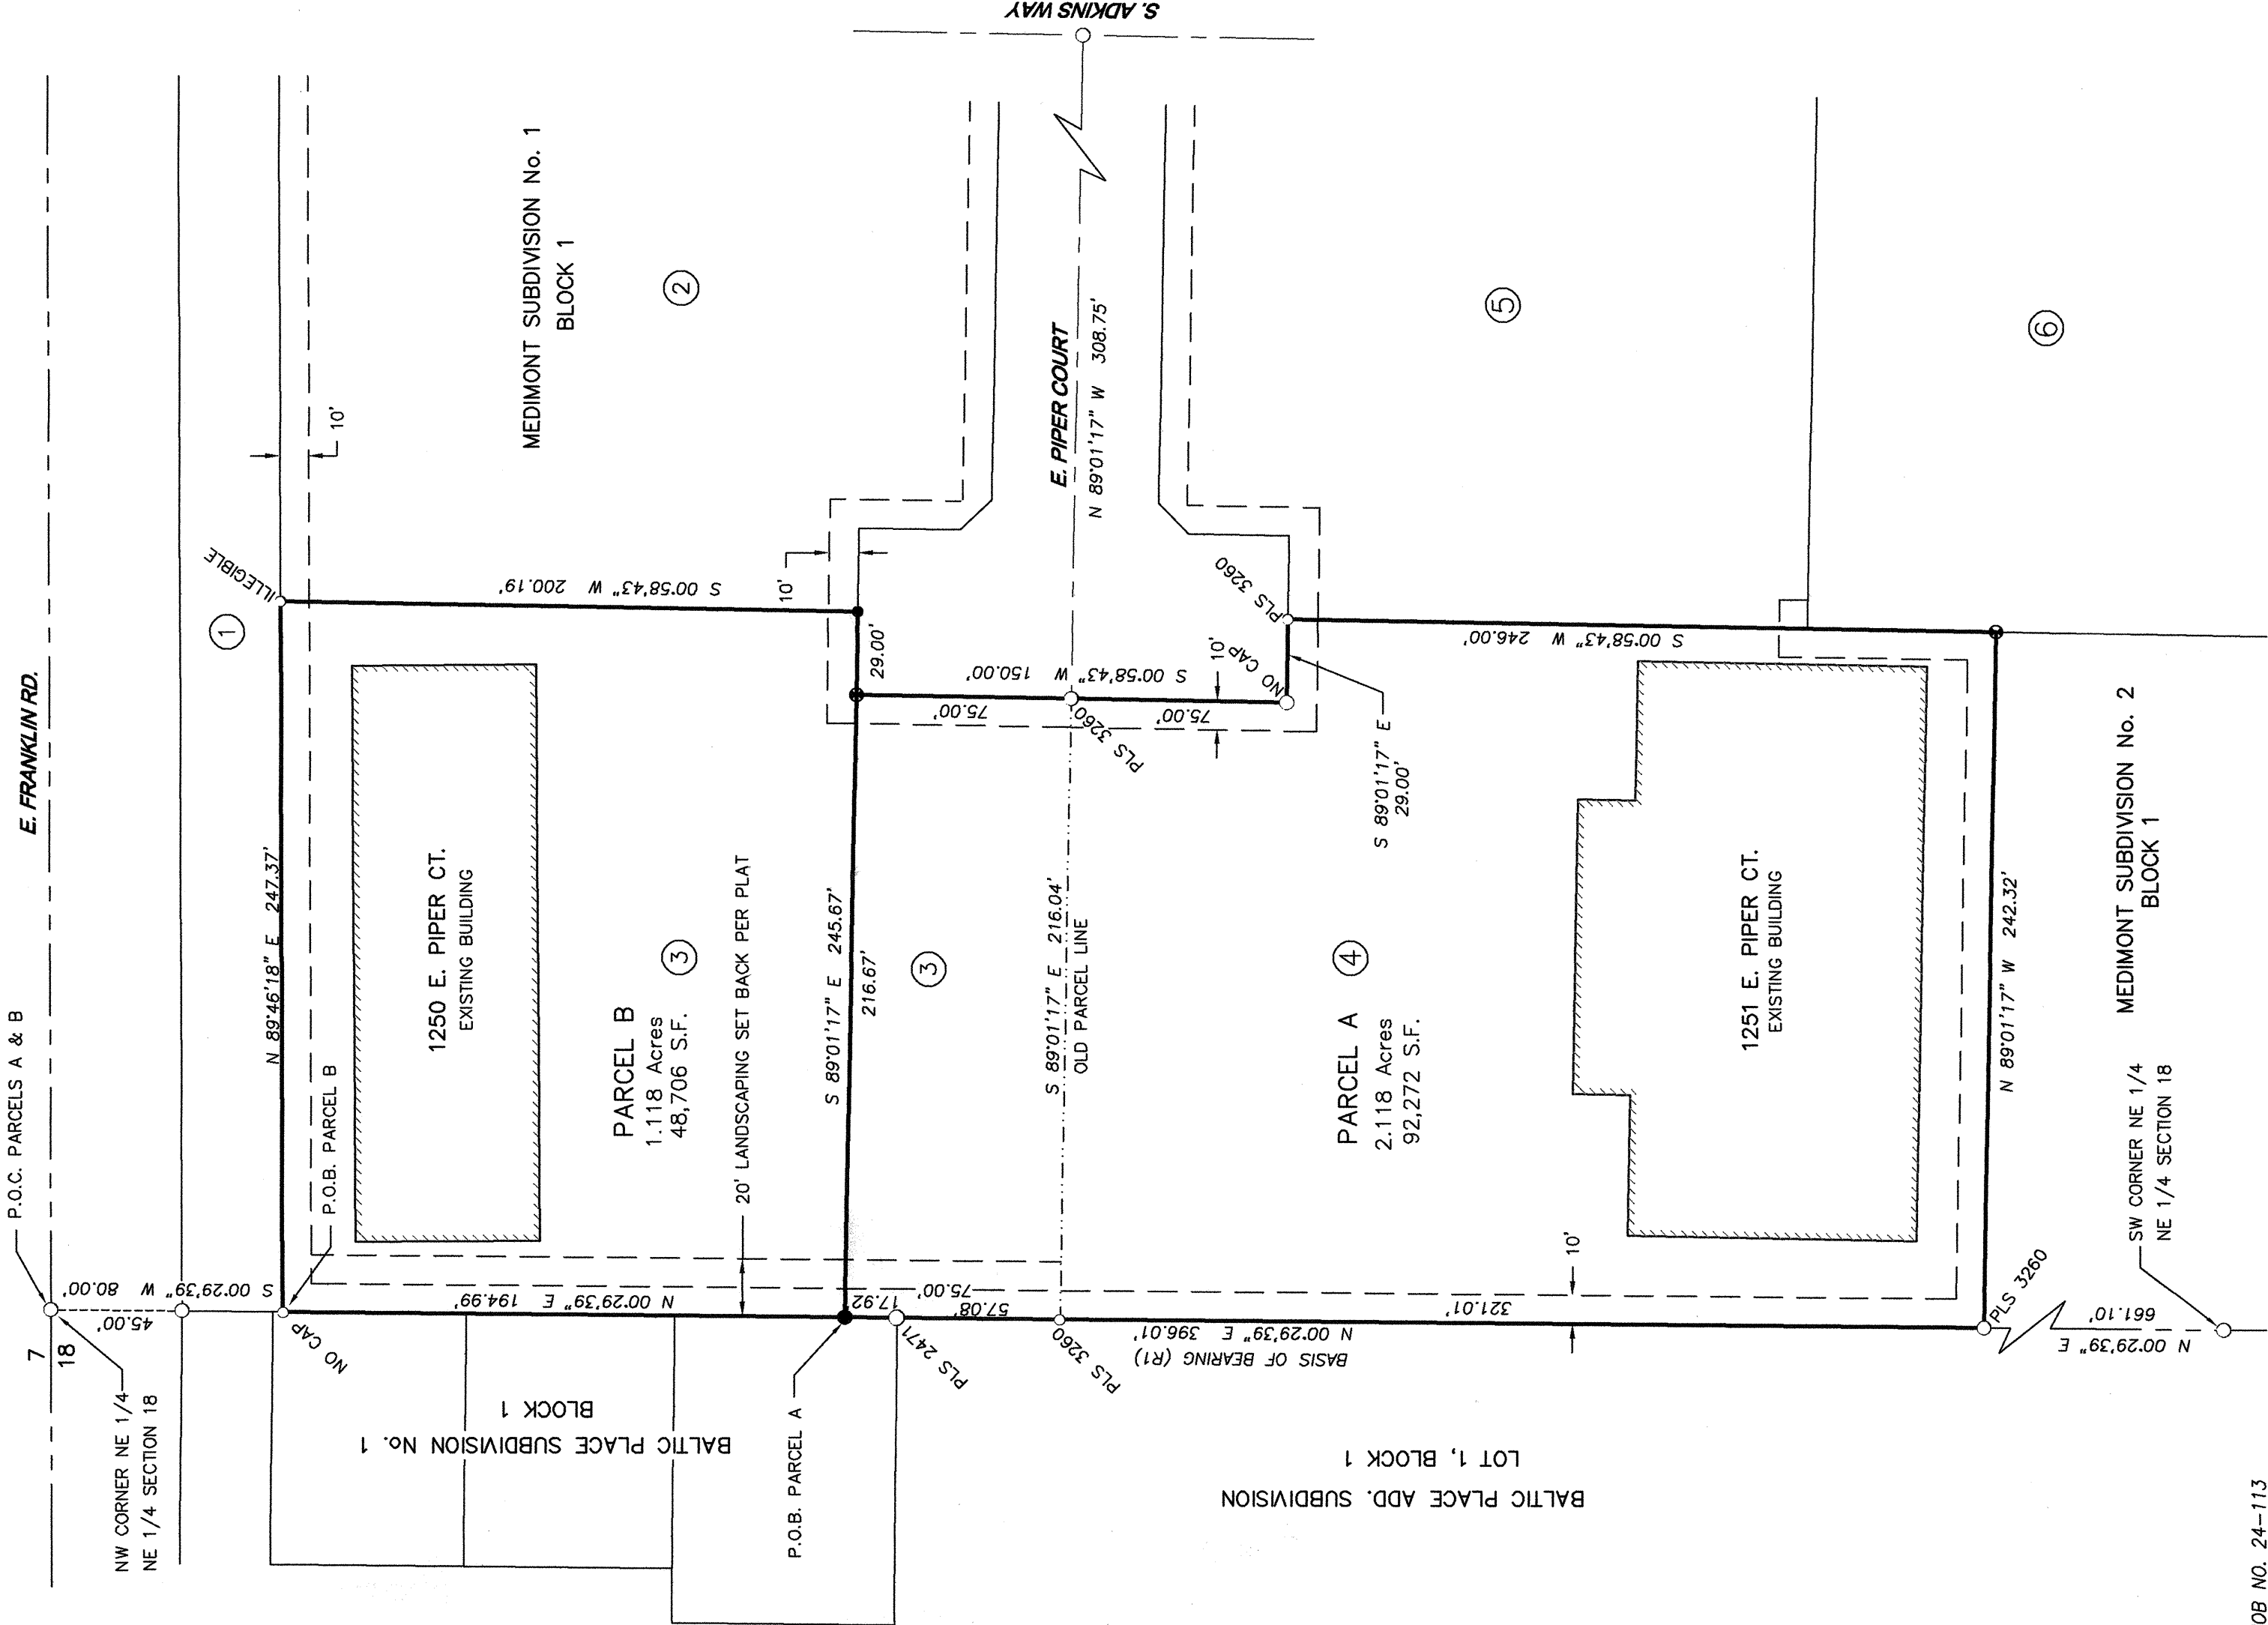 P.O.C. PARCELS A & B
E. FRANKLIN RD.
7
18
NW CORNER NE 1/4
NE 1/4 SECTION 18
S 00°29'39" W 80.00'
45.00'
NO CAP
P.O.B. PARCEL B
N 89°46'18" E 247.37'
ILLEGIBLE
1
10'
MEDIMONT SUBDIVISION No. 1
BLOCK 1
2
1250 E. PIPER CT.
EXISTING BUILDING
S 00°58'43" W 200.19'
10'
PARCEL B
1.118 Acres
48,706 S.F.
3
20' LANDSCAPING SET BACK PER PLAT
N 00°29'39" E 194.99'
BALTIC PLACE SUBDIVISION No. 1
BLOCK 1
P.O.B. PARCEL A
S 89°01'17" E 245.67'
216.67'
29.00'
3
17.92'
PLS 2471
57.08'
75.00'
PLS 3260
S 89°01'17" E 216.04'
OLD PARCEL LINE
S 00°58'43" W 150.00'
75.00'
75.00'
PLS 3260
10'
NO CAP
PLS 3260
S 89°01'17" E
29.00'
E. PIPER COURT
N 89°01'17" W 308.75'
S. ADKINS WAY
N 00°29'39" E 396.01'
BASIS OF BEARING (R1)
321.01'
10'
PARCEL A
2.118 Acres
92,272 S.F.
4
S 00°58'43" W 246.00'
5
6
1251 E. PIPER CT.
EXISTING BUILDING
N 89°01'17" W 242.32'
BALTIC PLACE ADD. SUBDIVISION
LOT 1, BLOCK 1
PLS 3260
N 00°29'39" E
661.10'
SW CORNER NE 1/4
NE 1/4 SECTION 18
MEDIMONT SUBDIVISION No. 2
BLOCK 1
OB NO. 24-113